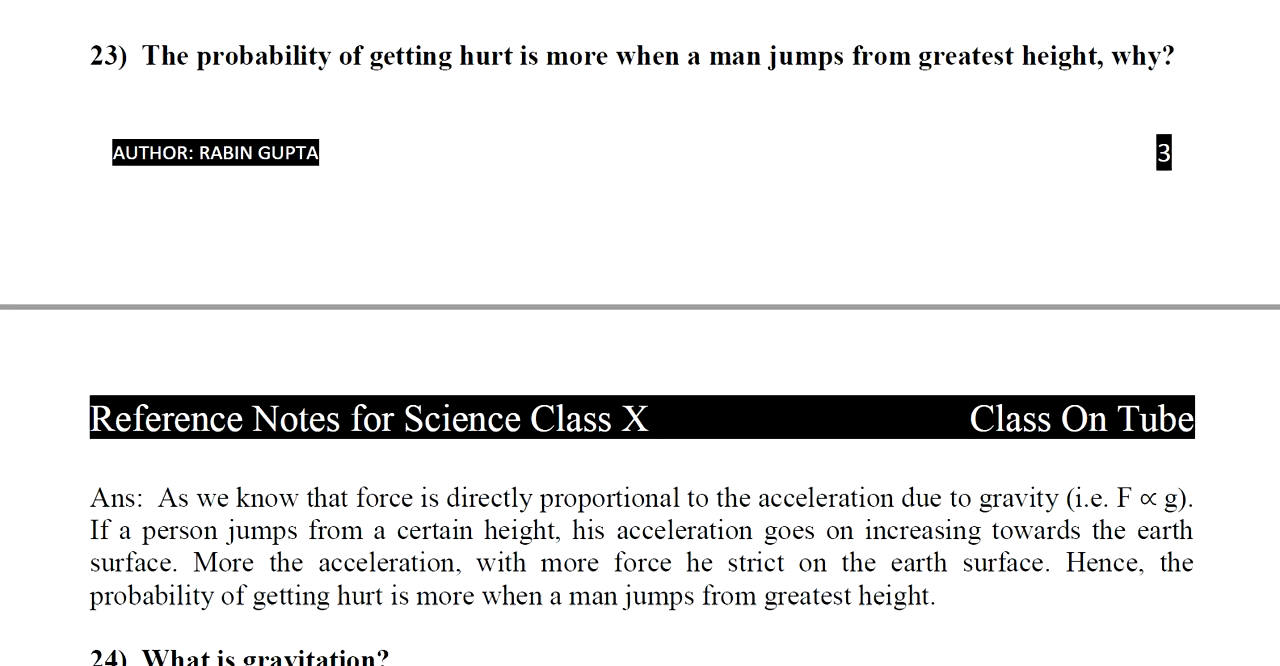 23) The probability of getting hurt is more when a man jumps from greatest height, why?
AUTHOR: RABIN GUPTA 3
Reference Notes for Science Class X Class On Tube
Ans: As we know that force is directly proportional to the acceleration due to gravity (i.e. F ∝ g).
If a person jumps from a certain height, his acceleration goes on increasing towards the earth
surface. More the acceleration, with more force he strict on the earth surface. Hence, the
probability of getting hurt is more when a man jumps from greatest height.
24) What is gravitation?